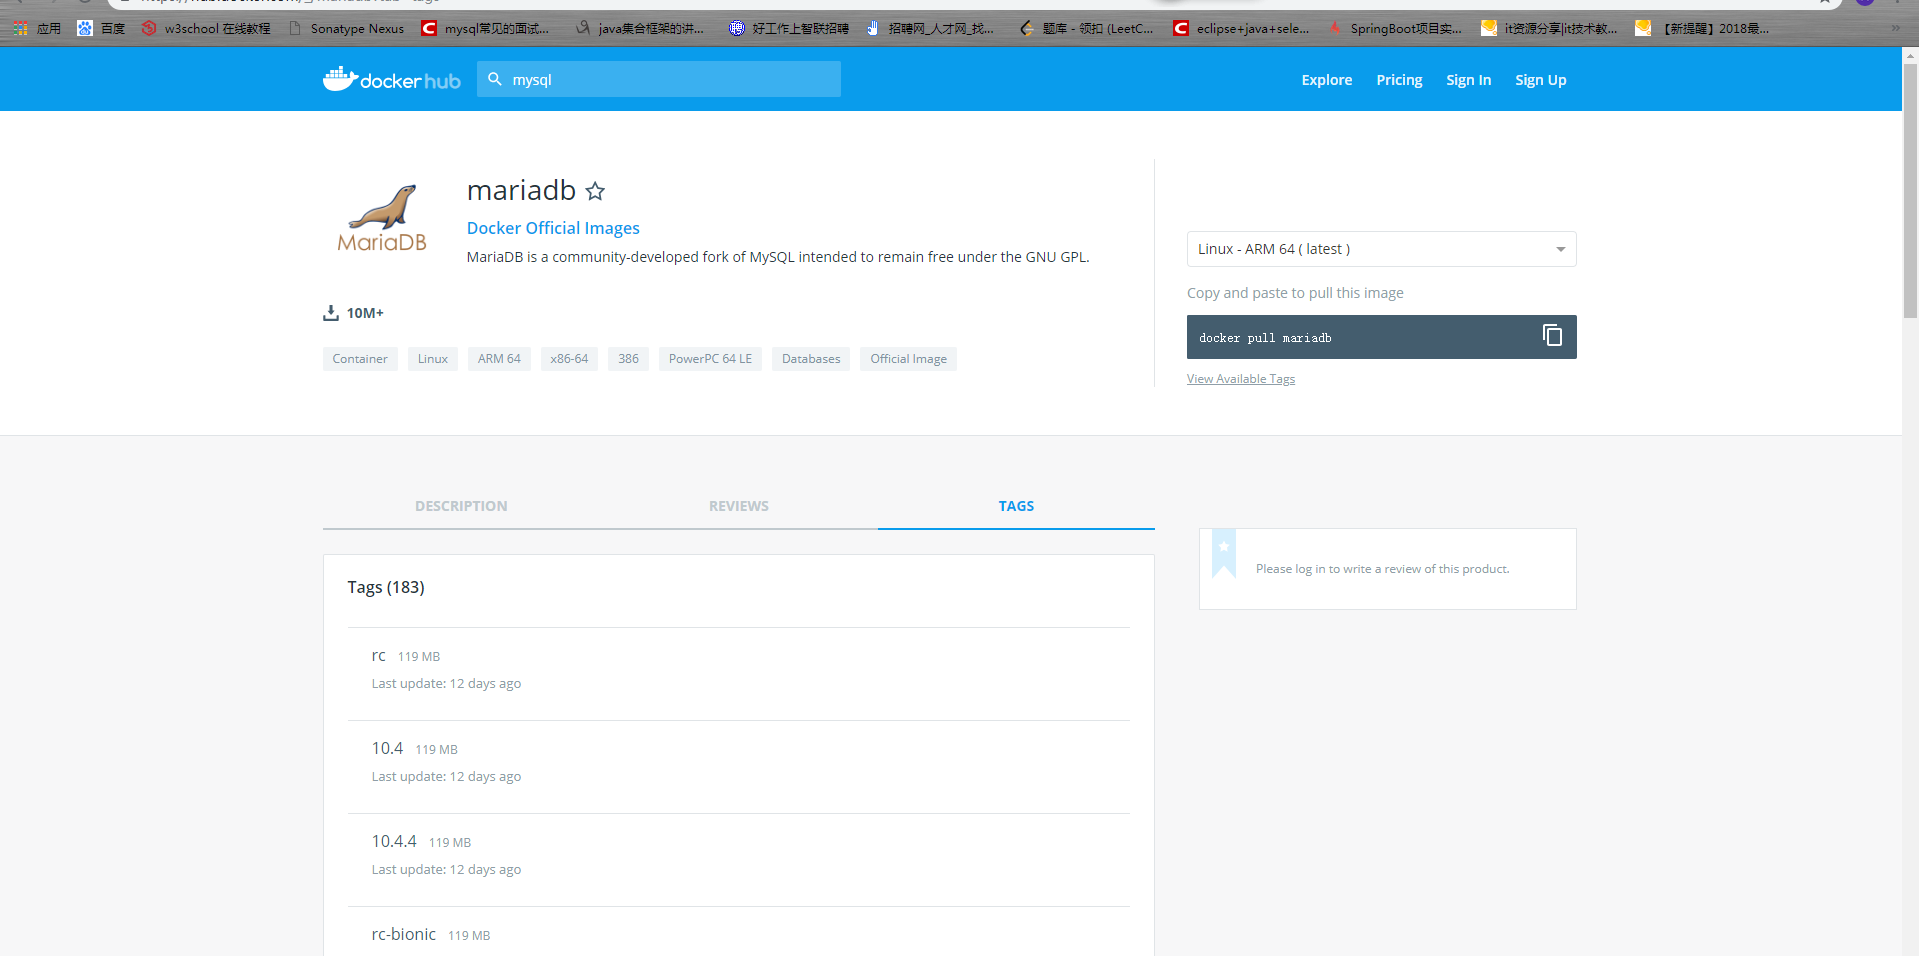 应用
百度
w3school 在线教程
Sonatype Nexus
mysql常见的面试...
java集合框架的讲...
好工作上智联招聘
招聘网_人才网_找...
题库 - 领扣 (LeetC...
eclipse+java+sele...
SpringBoot项目实...
it资源分享|it技术教...
【新提醒】2018最...
docker hub
mysql
Explore
Pricing
Sign In
Sign Up
MariaDB
mariadb
Docker Official Images
MariaDB is a community-developed fork of MySQL intended to remain free under the GNU GPL.
10M+
Container
Linux
ARM 64
x86-64
386
PowerPC 64 LE
Databases
Official Image
Linux - ARM 64 ( latest )
Copy and paste to pull this image
docker pull mariadb
View Available Tags
DESCRIPTION
REVIEWS
TAGS
Tags (183)
rc 119 MB
Last update: 12 days ago
10.4 119 MB
Last update: 12 days ago
10.4.4 119 MB
Last update: 12 days ago
rc-bionic 119 MB
Please log in to write a review of this product.